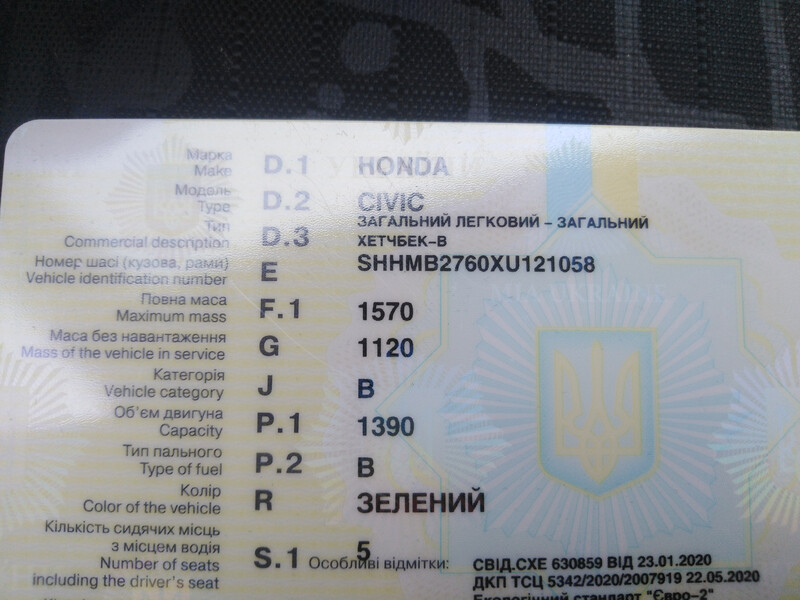 Марка D.1 HONDA
Make
Модель D.2 CIVIC
Type
Тип D.3 ЗАГАЛЬНИЙ ЛЕГКОВИЙ - ЗАГАЛЬНИЙ
Commercial description ХЕТЧБЕК-В
Номер шасі (кузова, рами) E SHHMB2760XU121058
Vehicle identification number
Повна маса F.1 1570
Maximum mass
Маса без навантаження G 1120
Mass of the vehicle in service
Категорія J B
Vehicle category
Об'єм двигуна P.1 1390
Capacity
Тип пального P.2 B
Type of fuel
Колір R ЗЕЛЕНИЙ
Color of the vehicle
Кількість сидячих місць
з місцем водія S.1 5
Number of seats
including the driver's seat
Особливі відмітки: СВІД.СХЕ 630859 ВІД 23.01.2020
ДКП ТСЦ 5342/2020/2007919 22.05.2020
Екологічний стандарт "Євро-2"